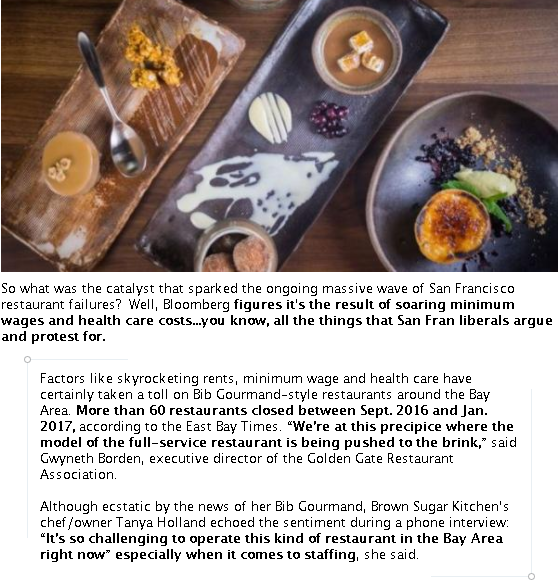 So what was the catalyst that sparked the ongoing massive wave of San Francisco
restaurant failures?  Well, Bloomberg figures it's the result of soaring minimum
wages and health care costs...you know, all the things that San Fran liberals argue
and protest for.
Factors like skyrocketing rents, minimum wage and health care have
certainly taken a toll on Bib Gourmand-style restaurants around the Bay
Area. More than 60 restaurants closed between Sept. 2016 and Jan.
2017, according to the East Bay Times. “We're at this precipice where the
model of the full-service restaurant is being pushed to the brink,” said
Gwyneth Borden, executive director of the Golden Gate Restaurant
Association.
Although ecstatic by the news of her Bib Gourmand, Brown Sugar Kitchen's
chef/owner Tanya Holland echoed the sentiment during a phone interview:
“It's so challenging to operate this kind of restaurant in the Bay Area
right now” especially when it comes to staffing, she said.